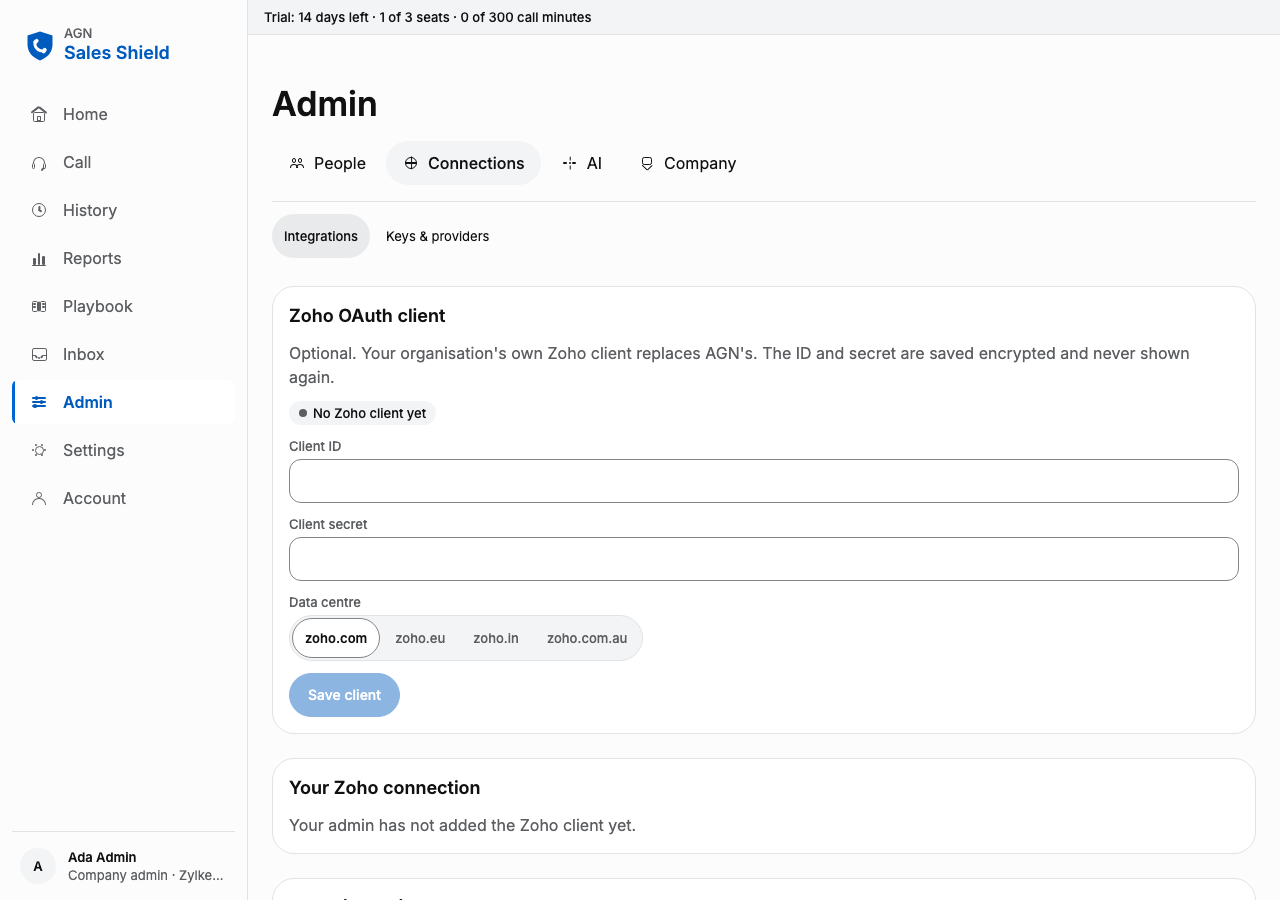 Trial: 14 days left · 1 of 3 seats · 0 of 300 call minutes
AGN
Sales Shield
Home
Call
History
Reports
Playbook
Inbox
Admin
Settings
Account
A
Ada Admin
Company admin · Zylke...
Admin
People
Connections
AI
Company
Integrations
Keys & providers
Zoho OAuth client
Optional. Your organisation's own Zoho client replaces AGN's. The ID and secret are saved encrypted and never shown
again.
No Zoho client yet
Client ID
Client secret
Data centre
zoho.com
zoho.eu
zoho.in
zoho.com.au
Save client
Your Zoho connection
Your admin has not added the Zoho client yet.